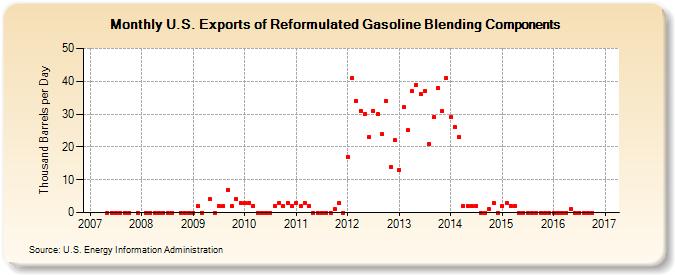 Monthly U.S. Exports of Reformulated Gasoline Blending Components
Thousand Barrels per Day
50
40
30
20
10
0
2007 2008 2009 2010 2011 2012 2013 2014 2015 2016 2017
Source: U.S. Energy Information Administration